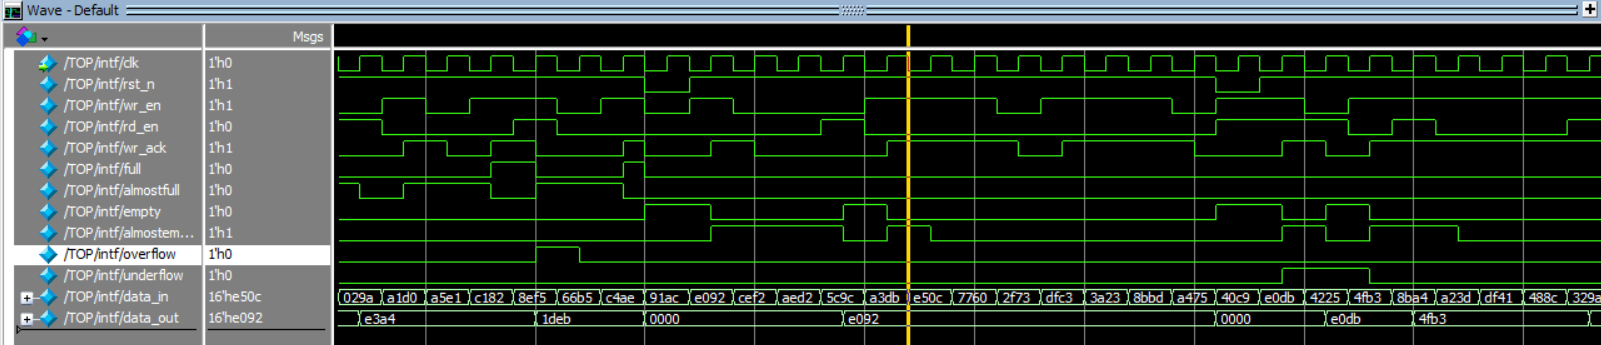 Wave - Default
Msgs
/TOP/intf/clk 1'h0
/TOP/intf/rst_n 1'h1
/TOP/intf/wr_en 1'h1
/TOP/intf/rd_en 1'h0
/TOP/intf/wr_ack 1'h1
/TOP/intf/full 1'h0
/TOP/intf/almostfull 1'h0
/TOP/intf/empty 1'h0
/TOP/intf/almostem... 1'h1
/TOP/intf/overflow 1'h0
/TOP/intf/underflow 1'h0
/TOP/intf/data_in 16'he50c 029a a1d0 a5e1 c182 8ef5 66b5 c4ae 91ac e092 cef2 aed2 5c9c a3db e50c 7760 2f73 dfc3 3a23 8bbd a475 40c9 e0db 4225 4fb3 8ba4 a23d df41 488c 329a
/TOP/intf/data_out 16'he092 e3a4 1deb 0000 e092 0000 e0db 4fb3